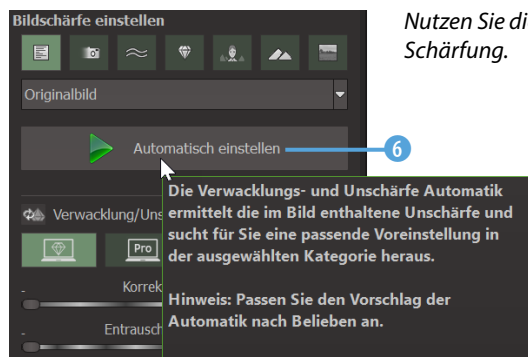 Bildschärfe einstellen
Nutzen Sie di
Schärfung.
Originalbild
Automatisch einstellen
6
Verwacklung/Uns
Pro
Korrek
Entrausch
Die Verwacklungs- und Unschärfe Automatik
ermittelt die im Bild enthaltene Unschärfe und
sucht für Sie eine passende Voreinstellung in
der ausgewählten Kategorie heraus.
Hinweis: Passen Sie den Vorschlag der
Automatik nach Belieben an.